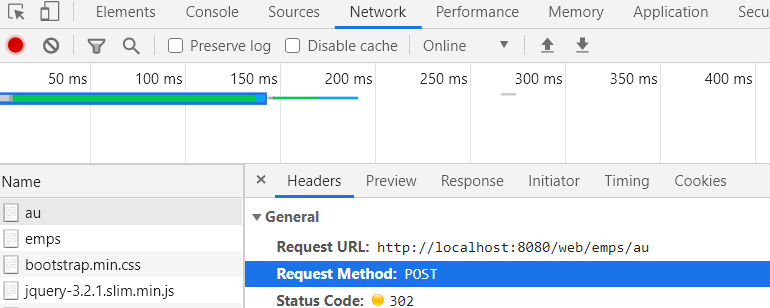 Elements Console Sources Network Performance Memory Application Secu
Preserve log Disable cache Online
50 ms 100 ms 150 ms 200 ms 250 ms 300 ms 350 ms 400 ms
Name × Headers Preview Response Initiator Timing Cookies
au
General
emps
Request URL: http://localhost:8080/web/emps/au
bootstrap.min.css
Request Method: POST
jquery-3.2.1.slim.min.js
Status Code: 302